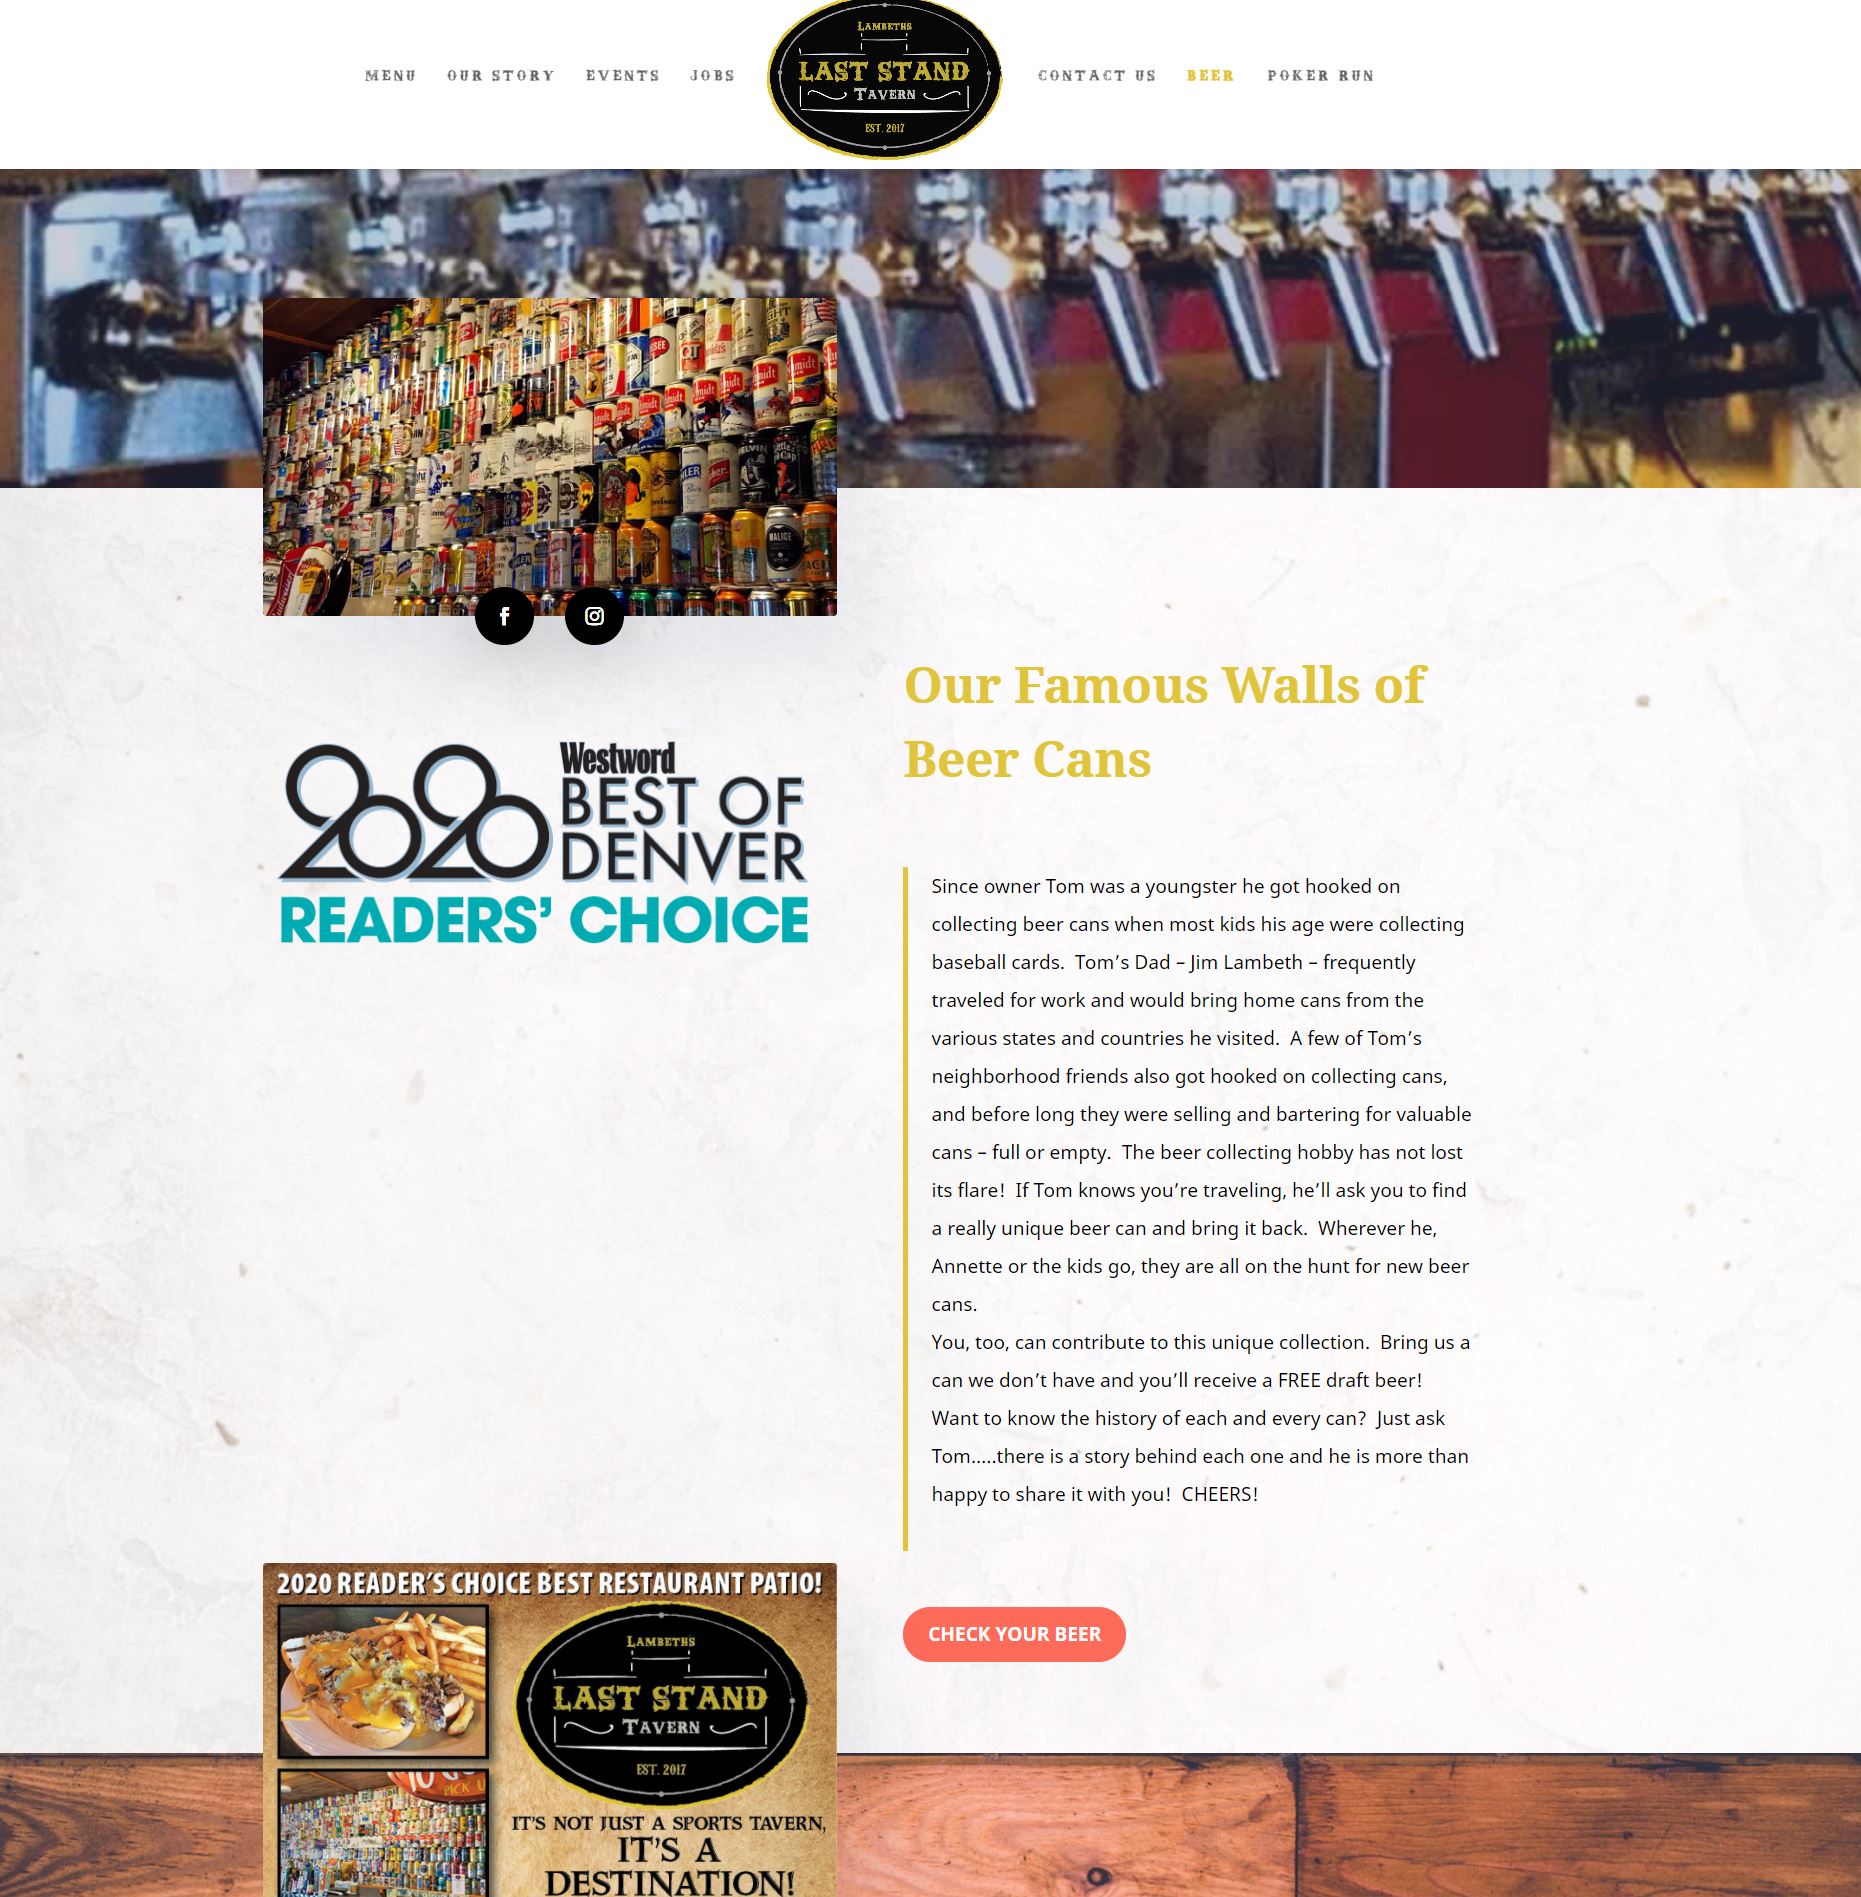 MENU
OUR STORY
EVENTS
JOBS
LAMBETHS
LAST STAND
TAVERN
EST. 2017
CONTACT US
BEER
POKER RUN
MALICE
Our Famous Walls of
Beer Cans
Westword
2020 BEST OF
DENVER
READERS' CHOICE
Since owner Tom was a youngster he got hooked on
collecting beer cans when most kids his age were collecting
baseball cards.  Tom’s Dad – Jim Lambeth – frequently
traveled for work and would bring home cans from the
various states and countries he visited.  A few of Tom’s
neighborhood friends also got hooked on collecting cans,
and before long they were selling and bartering for valuable
cans – full or empty.  The beer collecting hobby has not lost
its flare!  If Tom knows you’re traveling, he’ll ask you to find
a really unique beer can and bring it back.  Wherever he,
Annette or the kids go, they are all on the hunt for new beer
cans.
You, too, can contribute to this unique collection.  Bring us a
can we don’t have and you’ll receive a FREE draft beer!
Want to know the history of each and every can?  Just ask
Tom.....there is a story behind each one and he is more than
happy to share it with you!  CHEERS!
CHECK YOUR BEER
2020 READER'S CHOICE BEST RESTAURANT PATIO!
LAMBETHS
LAST STAND
TAVERN
EST. 2017
IT'S NOT JUST A SPORTS TAVERN,
IT'S A
DESTINATION!